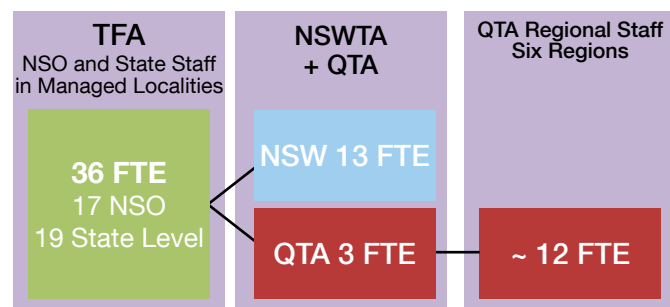 TFA
NSO and State Staff
in Managed Localities
36 FTE
17 NSO
19 State Level
NSWTA
+ QTA
NSW 13 FTE
QTA 3 FTE
QTA Regional Staff
Six Regions
~ 12 FTE